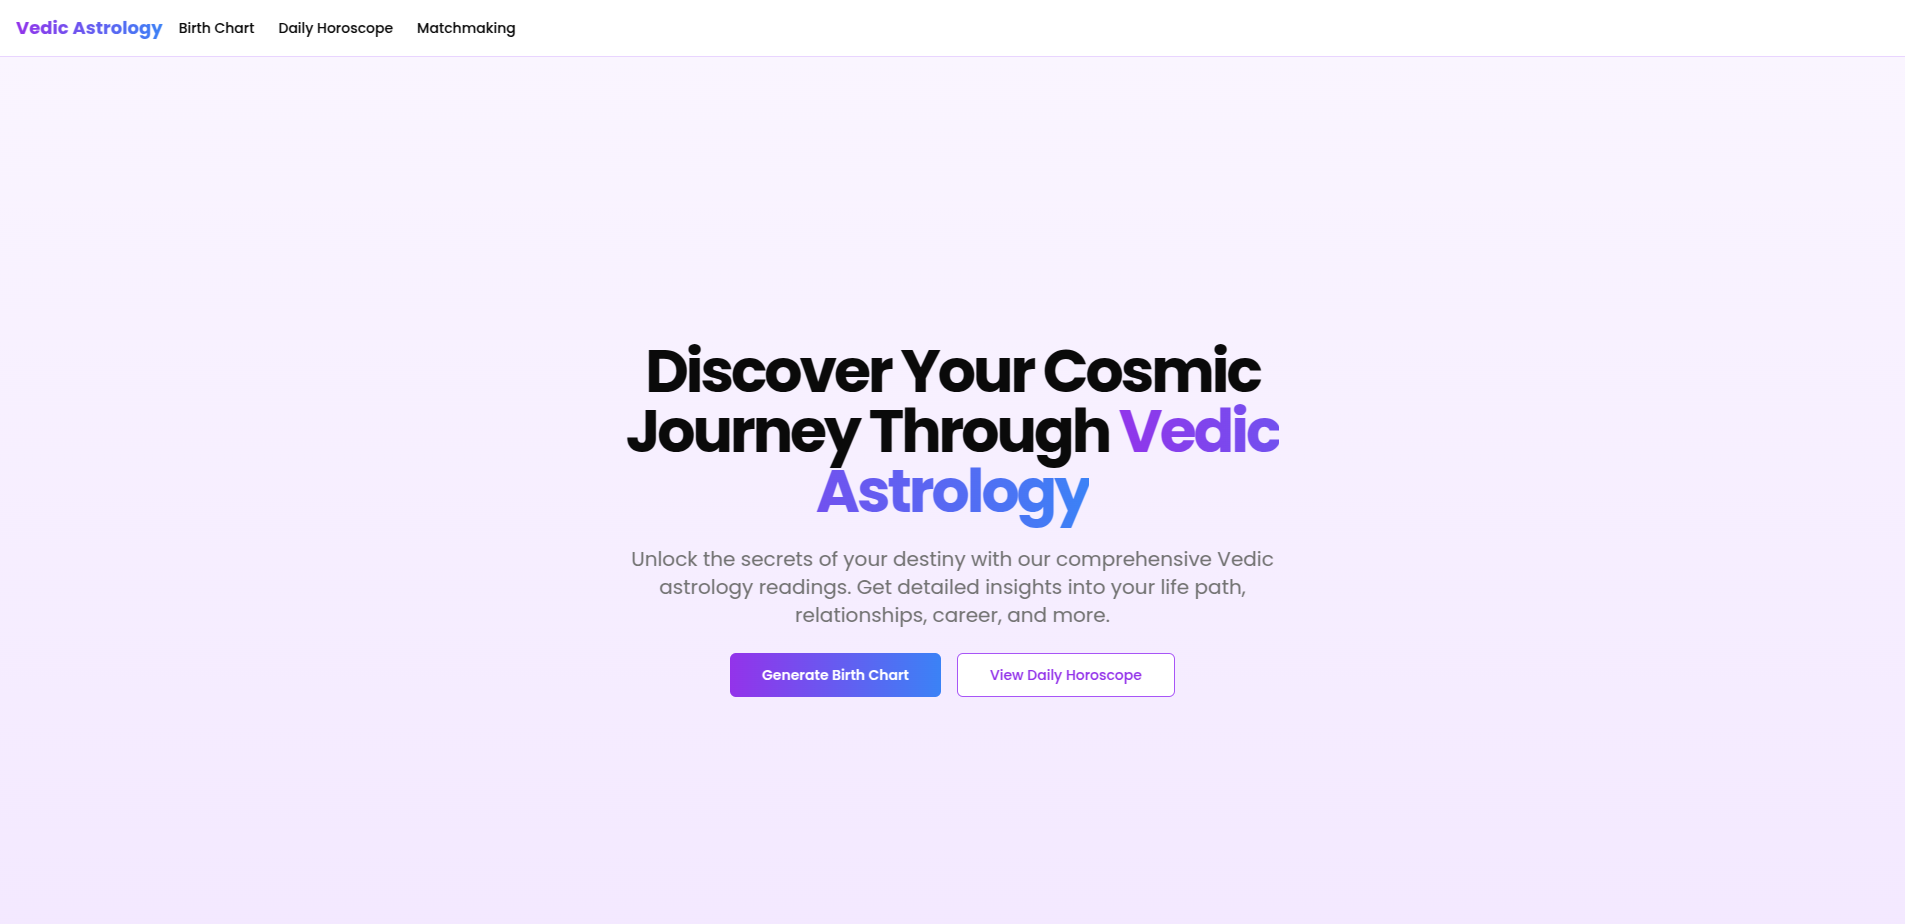 Vedic Astrology Birth Chart Daily Horoscope Matchmaking
Discover Your Cosmic
Journey Through Vedic
Astrology
Unlock the secrets of your destiny with our comprehensive Vedic
astrology readings. Get detailed insights into your life path,
relationships, career, and more.
Generate Birth Chart View Daily Horoscope